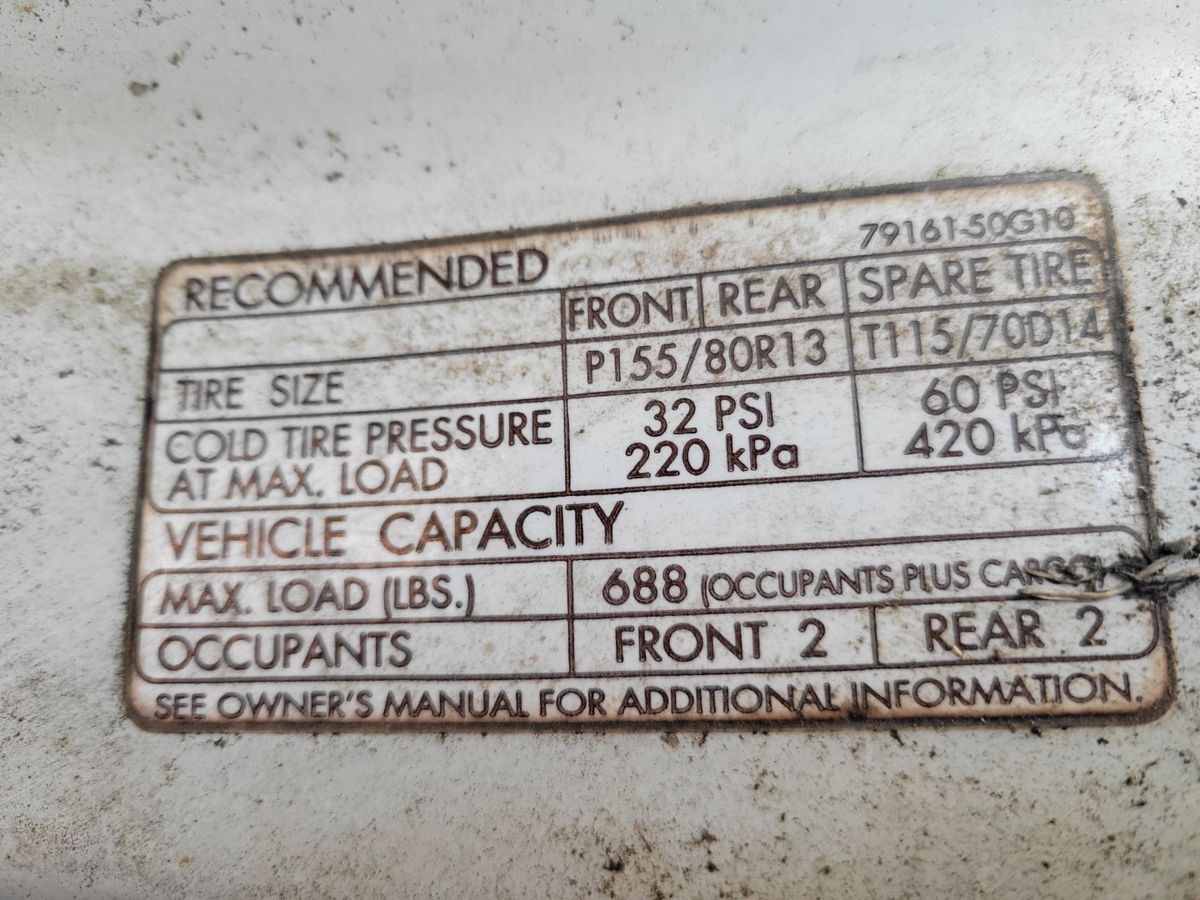 79161-50G10
RECOMMENDED
FRONT REAR SPARE TIRE
TIRE SIZE P155/80R13 T115/70D14
COLD TIRE PRESSURE AT MAX. LOAD 32 PSI 220 kPa 60 PSI 420 kPa
VEHICLE CAPACITY
MAX. LOAD (LBS.) 688 (OCCUPANTS PLUS CARGO)
OCCUPANTS FRONT 2 REAR 2
SEE OWNER'S MANUAL FOR ADDITIONAL INFORMATION.